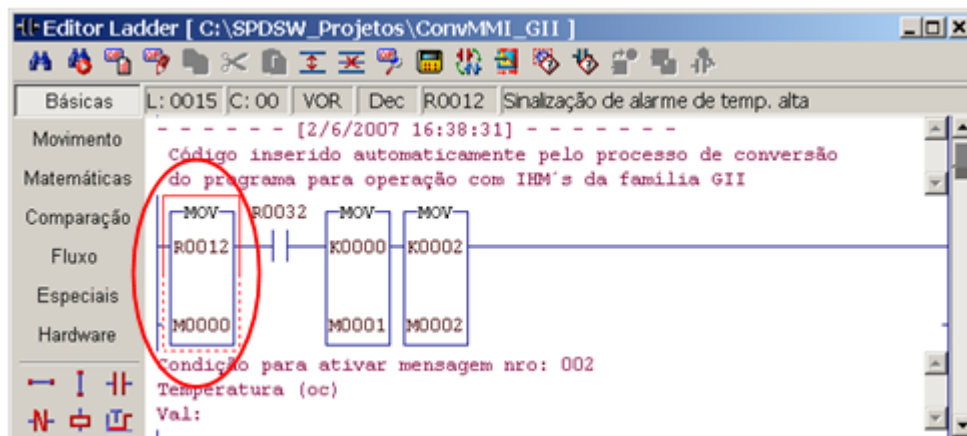 Editor Ladder [ C:\SPDSW_Projetos\ConvMMI_GII ]
Básicas L: 0015 C: 00 VOR Dec R0012 Sinalização de alarme de temp. alta
Movimento
Matemáticas
Comparação
Fluxo
Especiais
Hardware
- - - - - - [2/6/2007 16:38:31] - - - - - - -
Código inserido automaticamente pelo processo de conversão
do programa para operação com IHM´s da família GII
MOV R0032 MOV MOV
R0012 K0000 K0002
M0000 M0001 M0002
Condição para ativar mensagem nro: 002
Temperatura (oc)
Val: